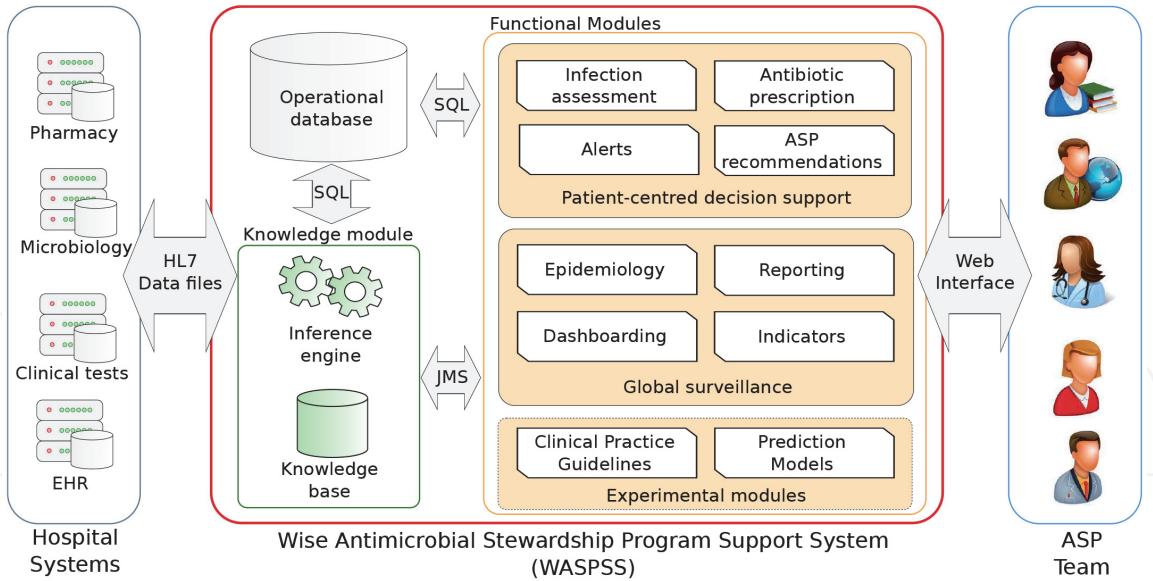 Functional Modules
Pharmacy
Microbiology
Clinical tests
EHR
Hospital
Systems
HL7
Data files
Operational
database
SQL
SQL
Knowledge module
Inference
engine
Knowledge
base
JMS
Infection
assessment
Antibiotic
prescription
Alerts
ASP
recommendations
Patient-centred decision support
Epidemiology
Reporting
Dashboarding
Indicators
Global surveillance
Clinical Practice
Guidelines
Prediction
Models
Experimental modules
Wise Antimicrobial Stewardship Program Support System
(WASPSS)
Web
Interface
ASP
Team